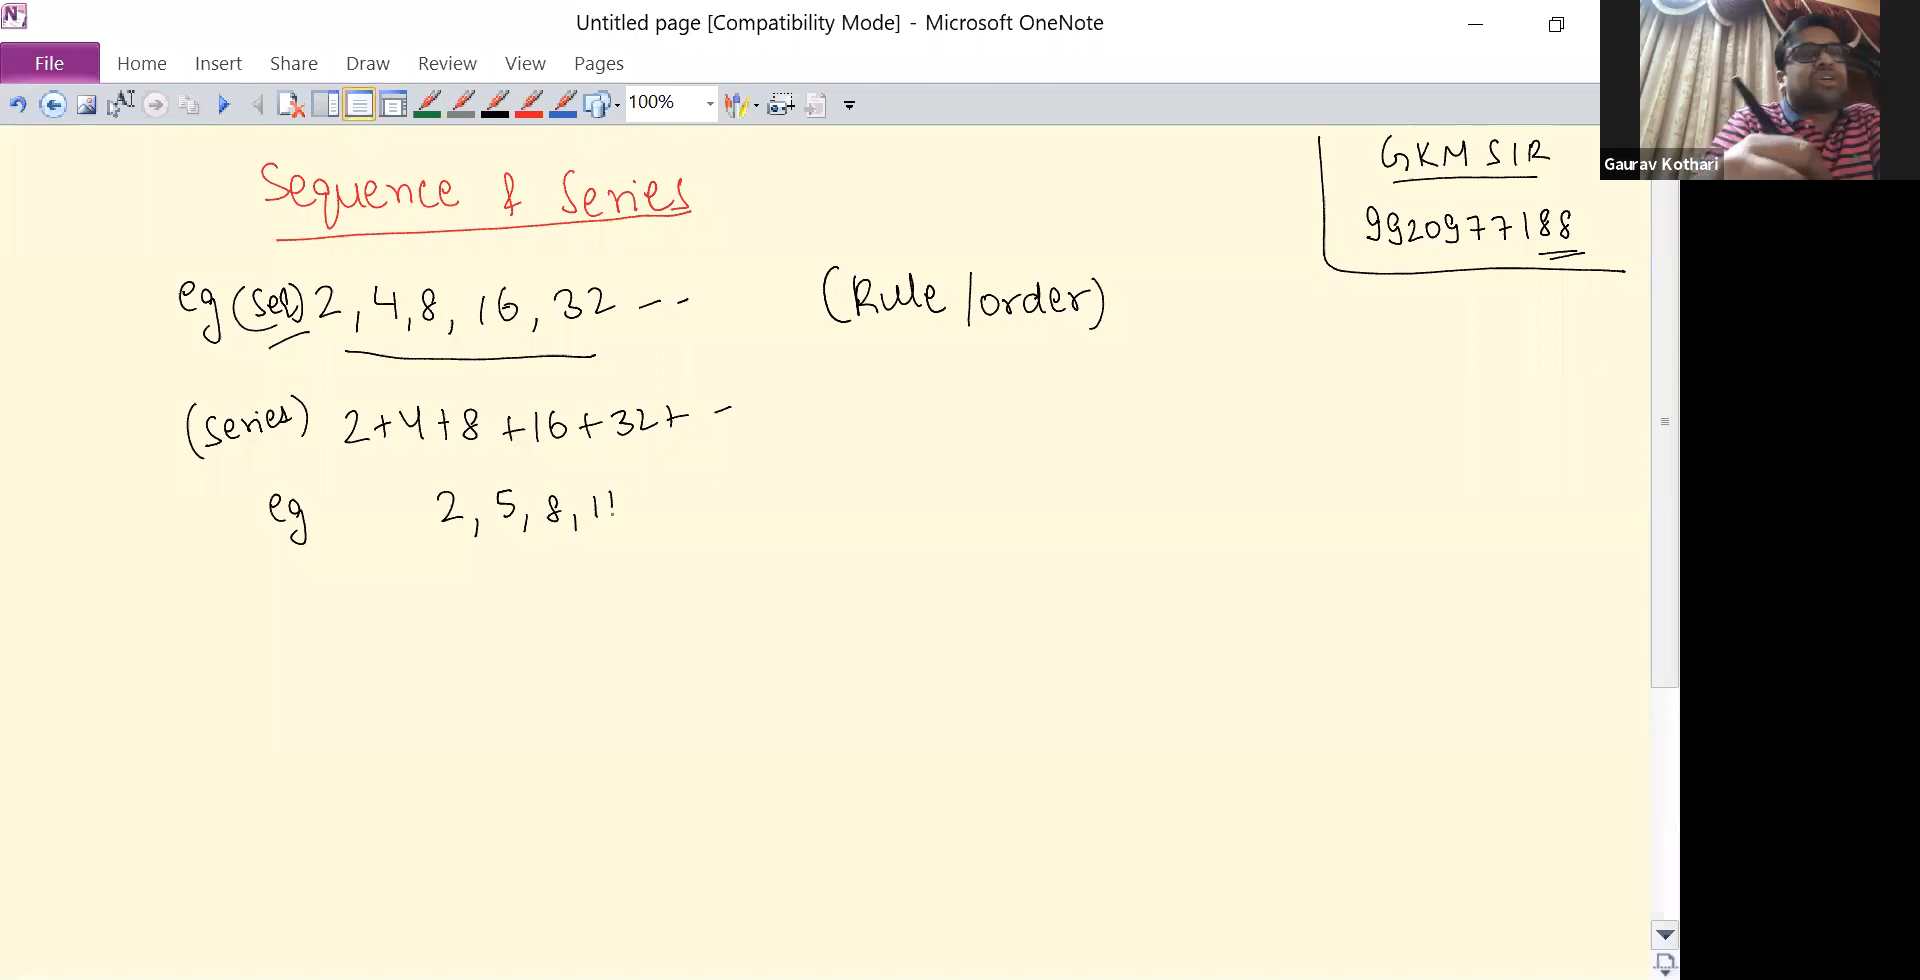 Untitled page [Compatibility Mode] - Microsoft OneNote
File Home Insert Share Draw Review View Pages
100%
Gaurav Kothari
GKM SIR
9920977188
Sequence & Series
eg (seq) 2, 4, 8, 16, 32 -- (Rule/order)
(series) 2+4+8+16+32+ -
eg 2, 5, 8, 11